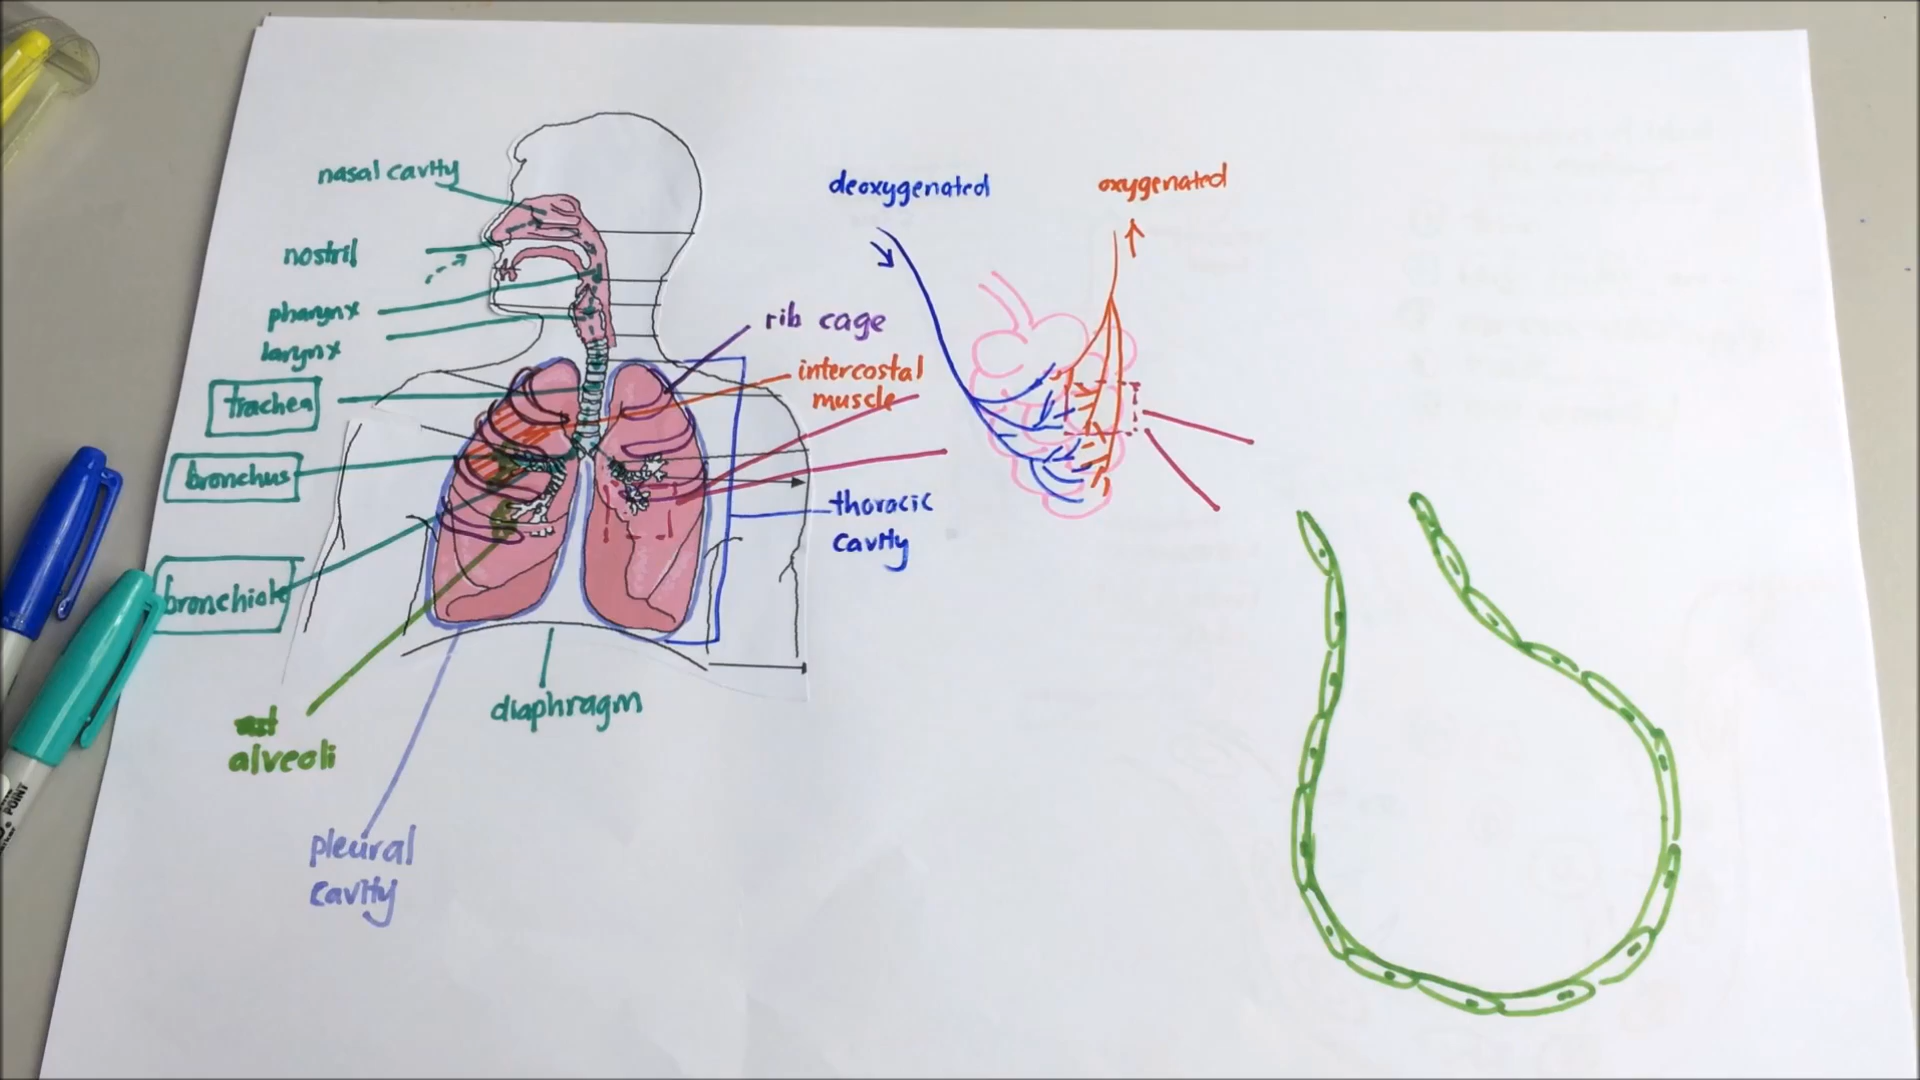 nasal cavity
nostril
pharynx
larynx
trachea
bronchus
bronchiole
alveoli
pleural
cavity
diaphragm
rib cage
intercostal
muscle
thoracic
cavity
deoxygenated
oxygenated
POINT